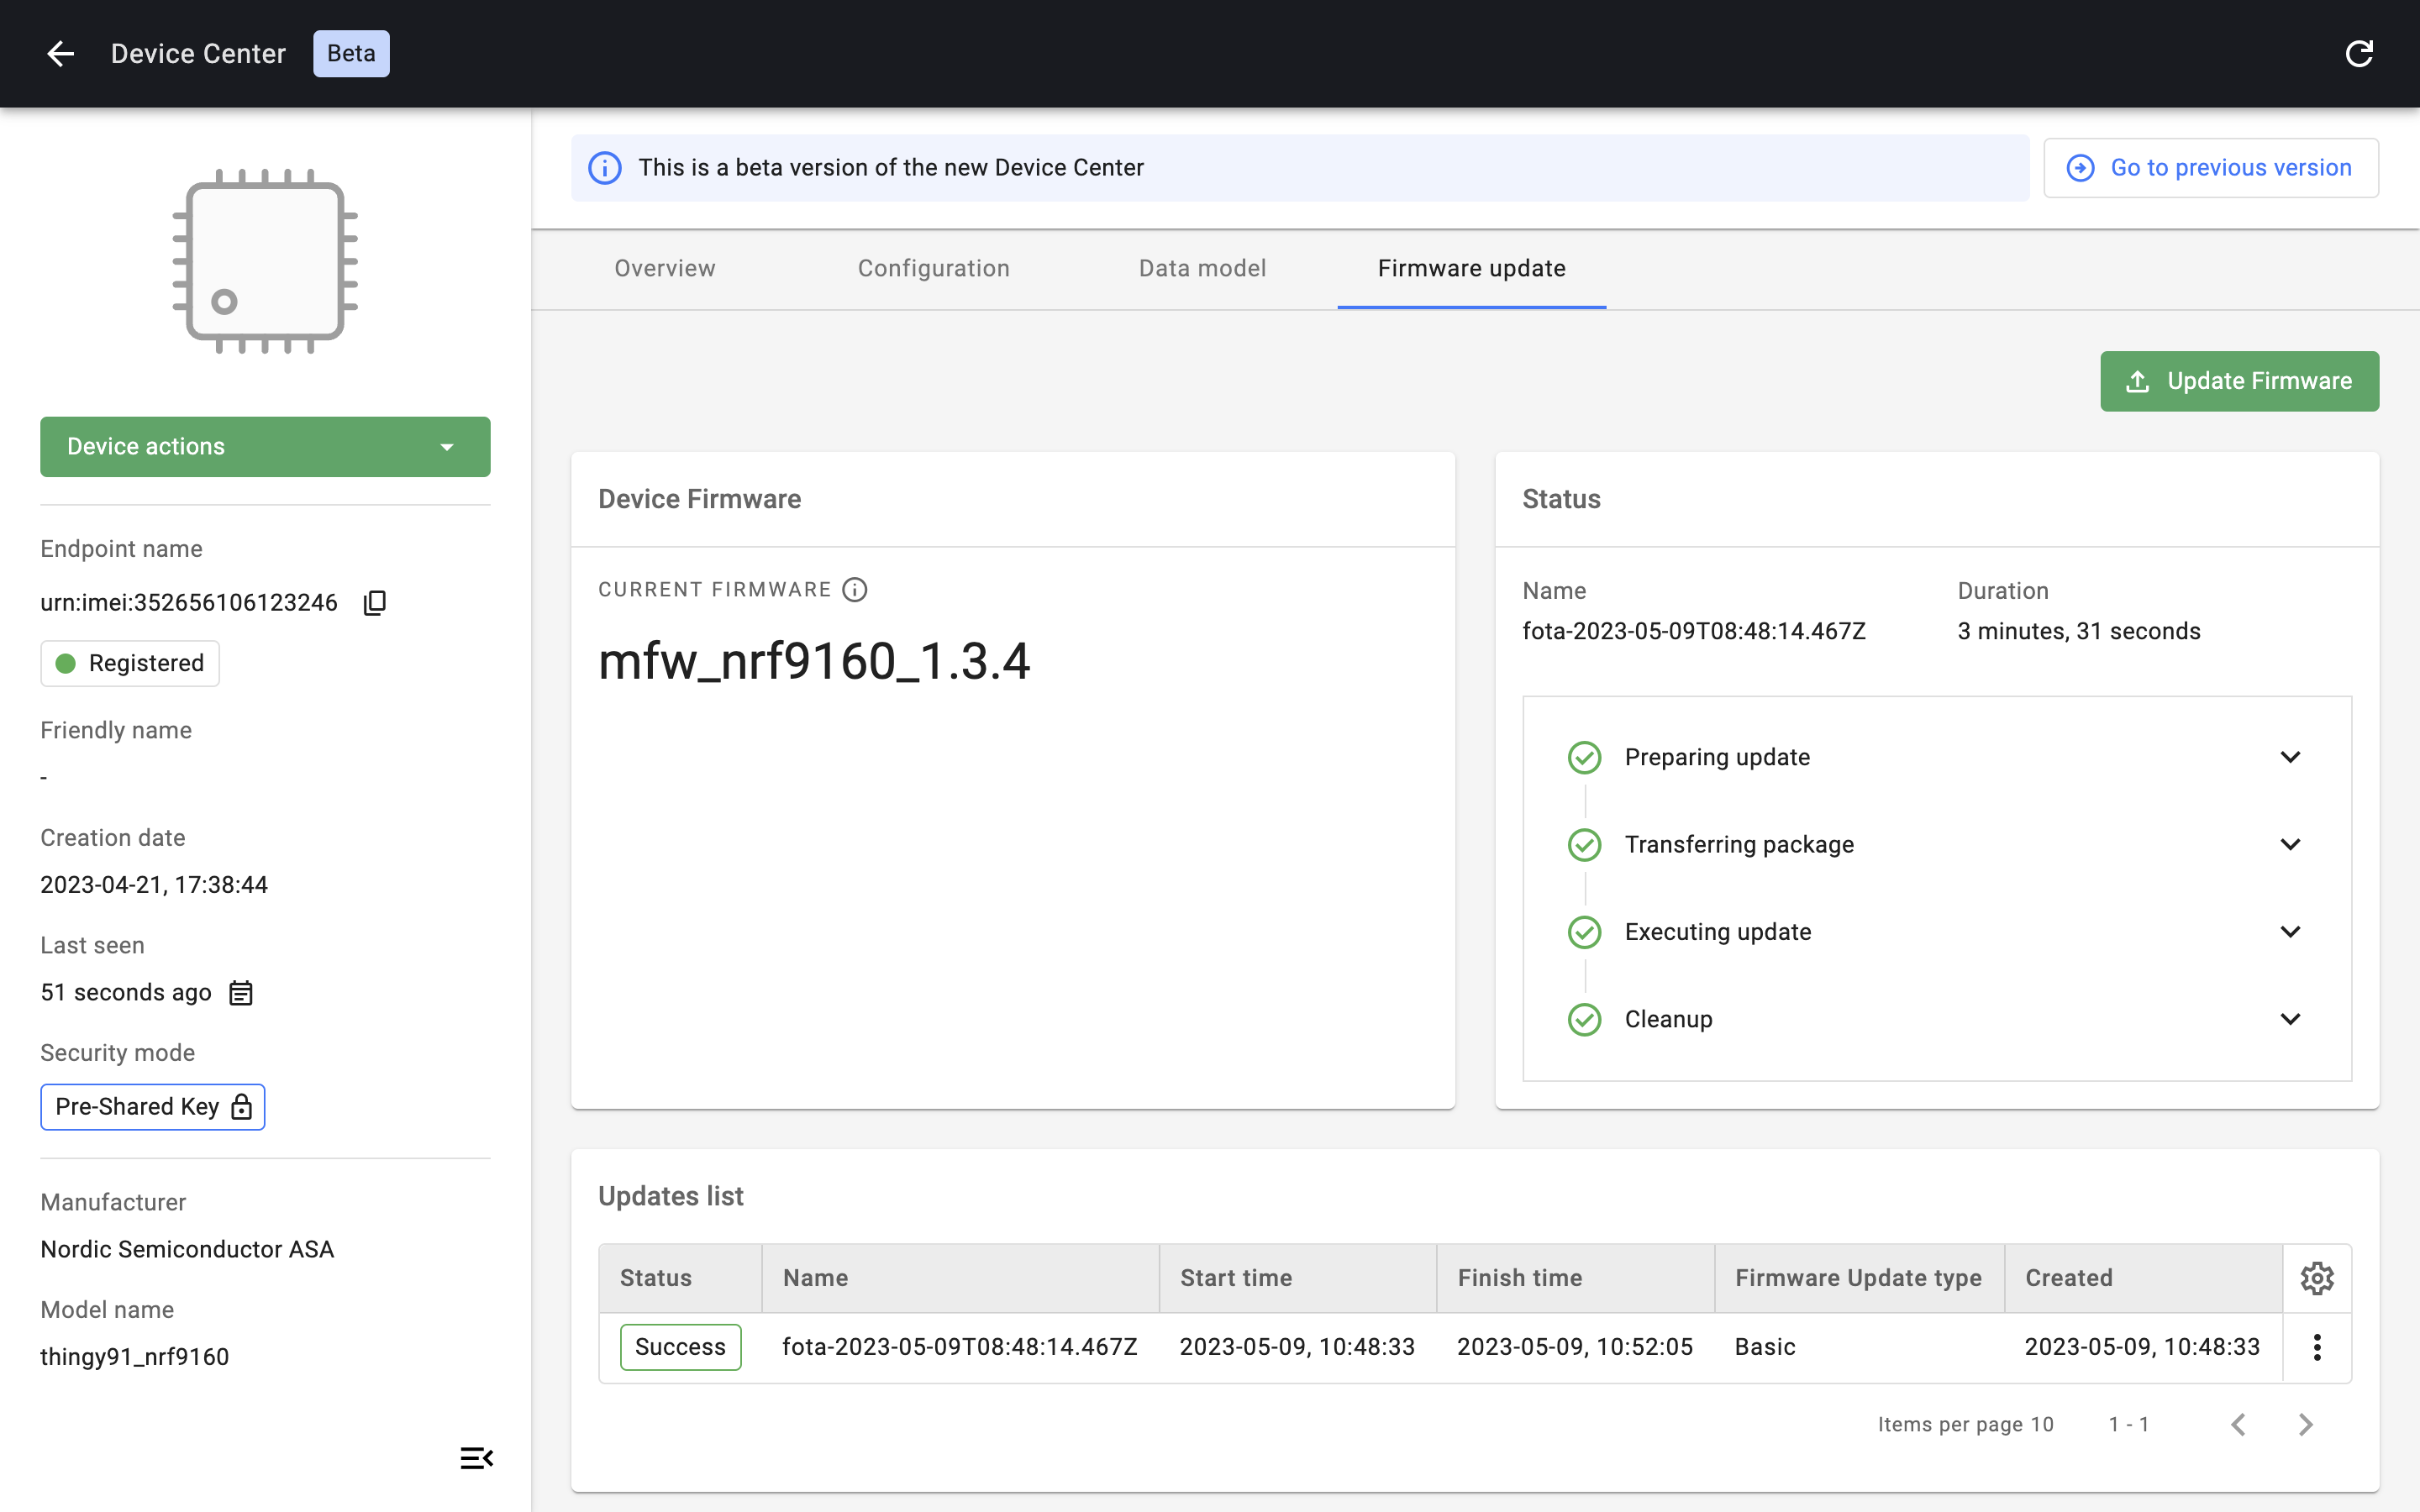 Device Center Beta
This is a beta version of the new Device Center
Go to previous version
Overview Configuration Data model Firmware update
Update Firmware
Device actions
Endpoint name
urn:imei:352656106123246
Registered
Friendly name
-
Creation date
2023-04-21, 17:38:44
Last seen
51 seconds ago
Security mode
Pre-Shared Key
Manufacturer
Nordic Semiconductor ASA
Model name
thingy91_nrf9160
Device Firmware
CURRENT FIRMWARE
mfw_nrf9160_1.3.4
Status
Name Duration
fota-2023-05-09T08:48:14.467Z 3 minutes, 31 seconds
Preparing update
Transferring package
Executing update
Cleanup
Updates list
Status Name Start time Finish time Firmware Update type Created
Success fota-2023-05-09T08:48:14.467Z 2023-05-09, 10:48:33 2023-05-09, 10:52:05 Basic 2023-05-09, 10:48:33
Items per page 10 1 - 1